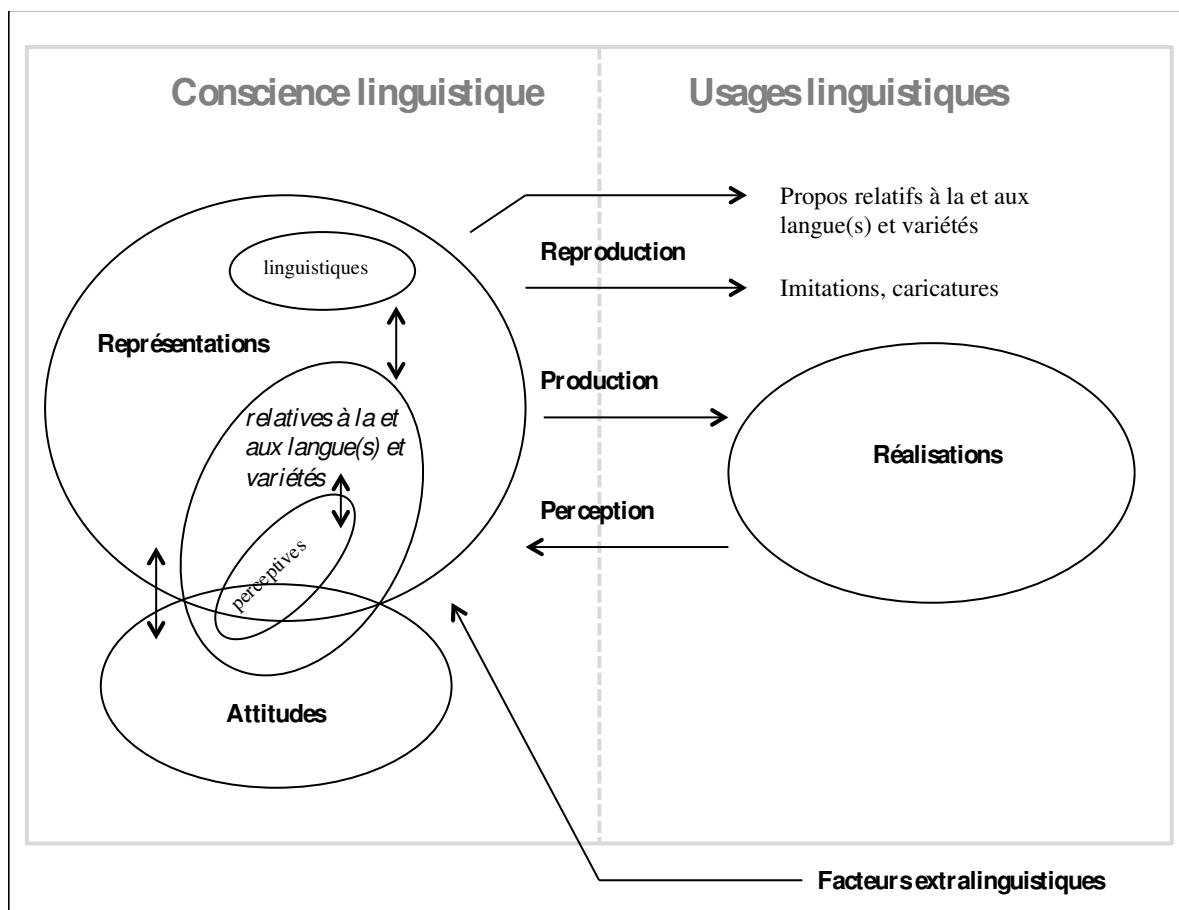 Conscience linguistique
Usages linguistiques
Propos relatifs à la et aux
langue(s) et variétés
Reproduction
linguistiques
Imitations, caricatures
Représentations
Production
relatives à la et
aux langue(s) et
variétés
Réalisations
Perception
perceptives
Attitudes
Facteurs extralinguistiques